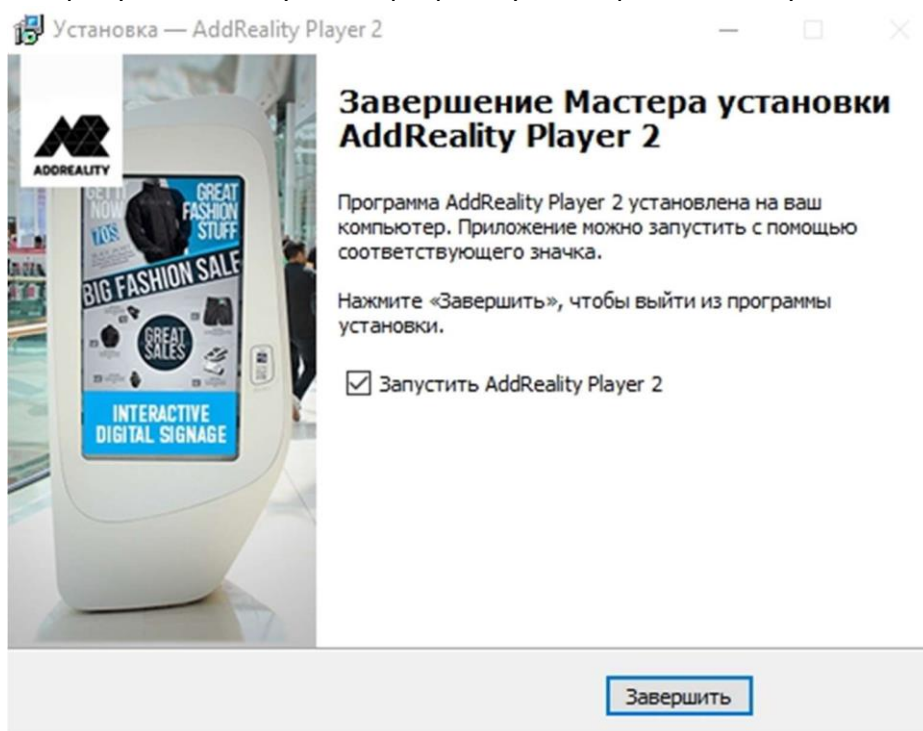 Установка — AddReality Player 2
ADDREALITY
GET IT
NOW
70$
GREAT
FASHION
STUFF
BIG FASHION SALE
GREAT
SALES
INTERACTIVE
DIGITAL SIGNAGE
Завершение Мастера установки
AddReality Player 2
Программа AddReality Player 2 установлена на ваш
компьютер. Приложение можно запустить с помощью
соответствующего значка.
Нажмите «Завершить», чтобы выйти из программы
установки.
Запустить AddReality Player 2
Завершить